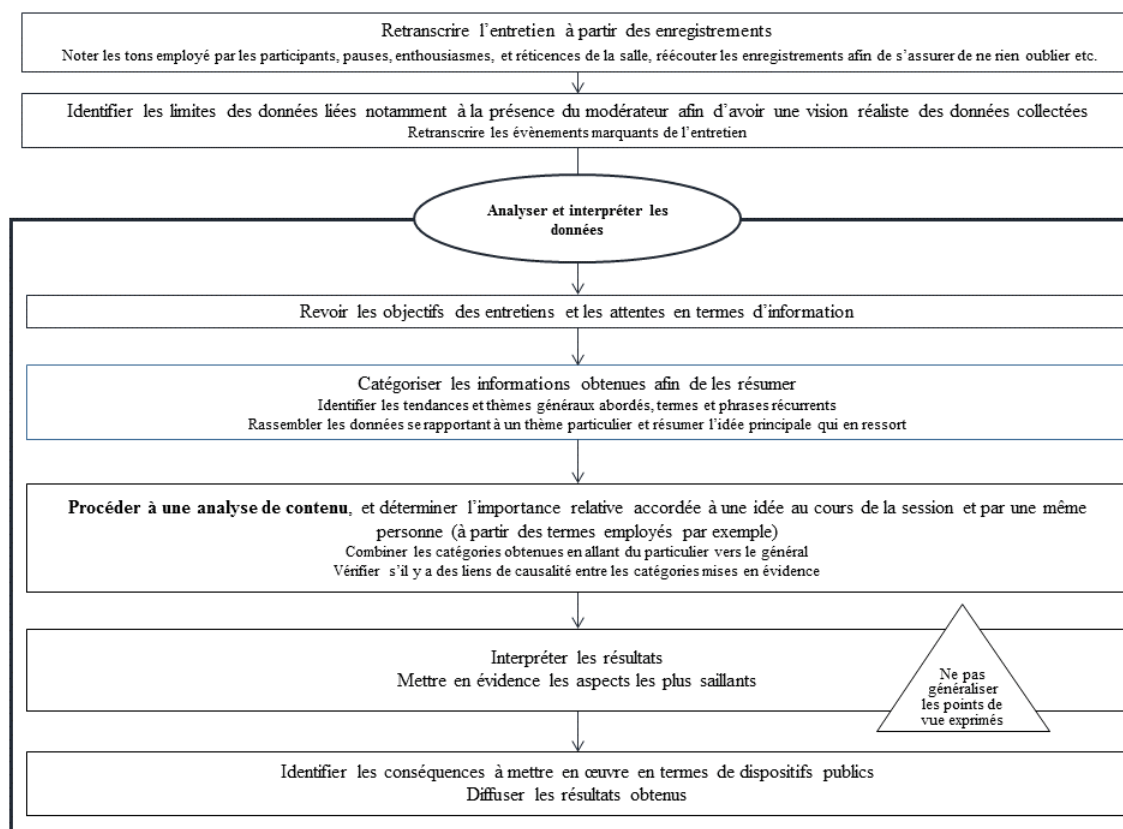 Retranscrire l’entretien à partir des enregistrements
Noter les tons employé par les participants, pauses, enthousiasmes, et réticences de la salle, réécouter les enregistrements afin de s’assurer de ne rien oublier etc.
Identifier les limites des données liées notamment à la présence du modérateur afin d’avoir une vision réaliste des données collectées
Retranscrire les évènements marquants de l’entretien
Analyser et interpréter les
données
Revoir les objectifs des entretiens et les attentes en termes d’information
Catégoriser les informations obtenues afin de les résumer
Identifier les tendances et thèmes généraux abordés, termes et phrases récurrents
Rassembler les données se rapportant à un thème particulier et résumer l’idée principale qui en ressort
Procéder à une analyse de contenu, et déterminer l’importance relative accordée à une idée au cours de la session et par une même
personne (à partir des termes employés par exemple)
Combiner les catégories obtenues en allant du particulier vers le général
Vérifier s’il y a des liens de causalité entre les catégories mises en évidence
Interpréter les résultats
Mettre en évidence les aspects les plus saillants
Ne pas
généraliser
les points de
vue exprimés
Identifier les conséquences à mettre en œuvre en termes de dispositifs publics
Diffuser les résultats obtenus